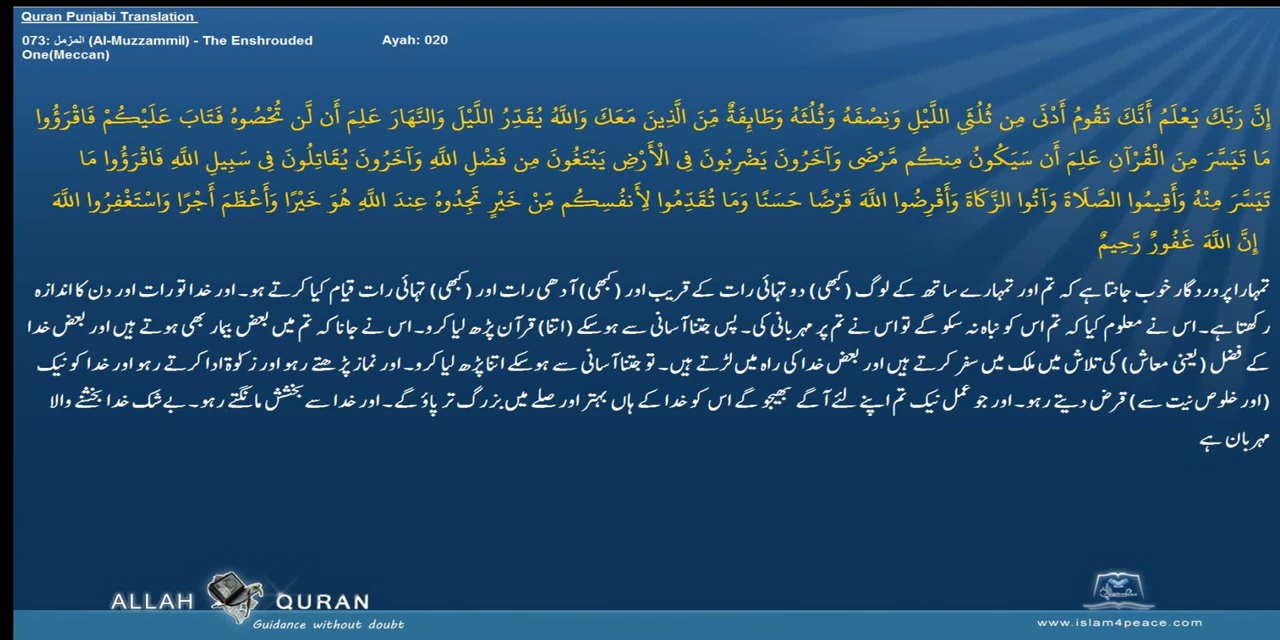 Quran Punjabi Translation
073: المزمل (Al-Muzzammil) - The Enshrouded One(Meccan)
Ayah: 020
إِنَّ رَبَّكَ يَعْلَمُ أَنَّكَ تَقُومُ أَدْنَى مِن ثُلُثَيِ اللَّيْلِ وَنِصْفَهُ وَثُلُثَهُ وَطَائِفَةٌ مِّنَ الَّذِينَ مَعَكَ وَاللَّهُ يُقَدِّرُ اللَّيْلَ وَالنَّهَارَ عَلِمَ أَن لَّن تُحْصُوهُ فَتَابَ عَلَيْكُمْ فَاقْرَؤُوا
مَا تَيَسَّرَ مِنَ الْقُرْآنِ عَلِمَ أَن سَيَكُونُ مِنكُم مَّرْضَى وَآخَرُونَ يَضْرِبُونَ فِي الْأَرْضِ يَبْتَغُونَ مِن فَضْلِ اللَّهِ وَآخَرُونَ يُقَاتِلُونَ فِي سَبِيلِ اللَّهِ فَاقْرَؤُوا مَا
تَيَسَّرَ مِنْهُ وَأَقِيمُوا الصَّلَاةَ وَآتُوا الزَّكَاةَ وَأَقْرِضُوا اللَّهَ قَرْضًا حَسَنًا وَمَا تُقَدِّمُوا لِأَنفُسِكُم مِّنْ خَيْرٍ تَجِدُوهُ عِندَ اللَّهِ هُوَ خَيْرًا وَأَعْظَمَ أَجْرًا وَاسْتَغْفِرُوا اللَّهَ
إِنَّ اللَّهَ غَفُورٌ رَّحِيمٌ
تمہارا پروردگار خوب جانتا ہے کہ تم اور تمہارے ساتھ کے لوگ (کبھی) دو تہائی رات کے قریب اور (کبھی) آدھی رات اور (کبھی) تہائی رات قیام کیا کرتے ہو۔ اور خدا تو رات اور دن کا اندازہ
رکھتا ہے۔ اس نے معلوم کیا کہ تم اس کو نباہ نہ سکو گے تو اس نے تم پر مہربانی کی۔ پس جتنا آسانی سے ہوسکے (اتنا) قرآن پڑھ لیا کرو۔ اس نے جانا کہ تم میں بعض بیمار بھی ہوتے ہیں اور بعض خدا
کے فضل (یعنی معاش) کی تلاش میں ملک میں سفر کرتے ہیں اور بعض خدا کی راہ میں لڑتے ہیں۔ تو جتنا آسانی سے ہوسکے اتنا پڑھ لیا کرو۔ اور نماز پڑھتے رہو اور زکوٰة ادا کرتے رہو اور خدا کو نیک
(اور خلوص نیت سے) قرض دیتے رہو۔ اور جو عمل نیک تم اپنے لئے آگے بھیجو گے اس کو خدا کے ہاں بہتر اور صلے میں بزرگ تر پاؤ گے۔ اور خدا سے بخشش مانگتے رہو۔ بےشک خدا بخشنے والا
مہربان ہے
ALLAH QURAN
Guidance without doubt
www.islam4peace.com